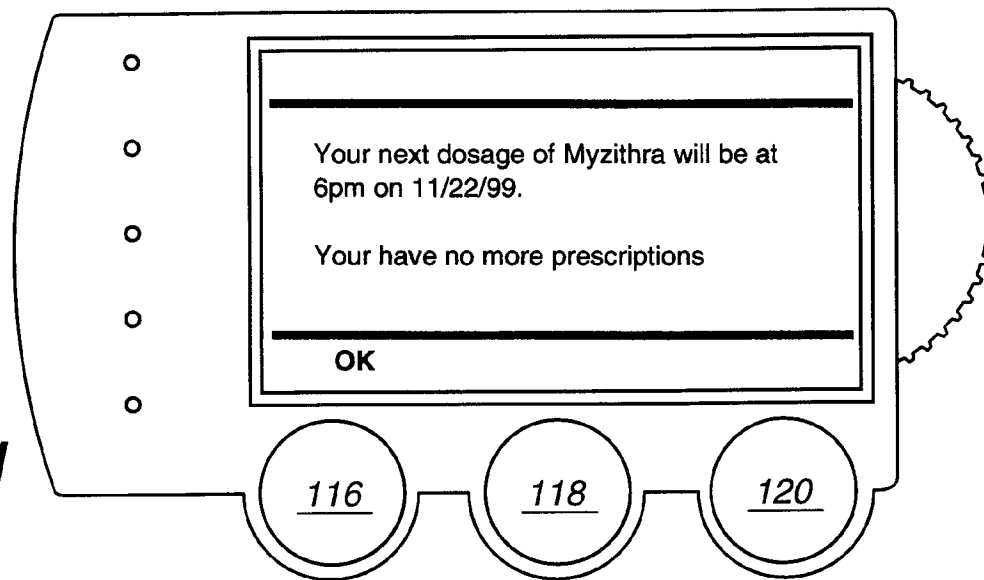 Your next dosage of Myzithra will be at
6pm on 11/22/99.
Your have no more prescriptions
OK
116
118
120